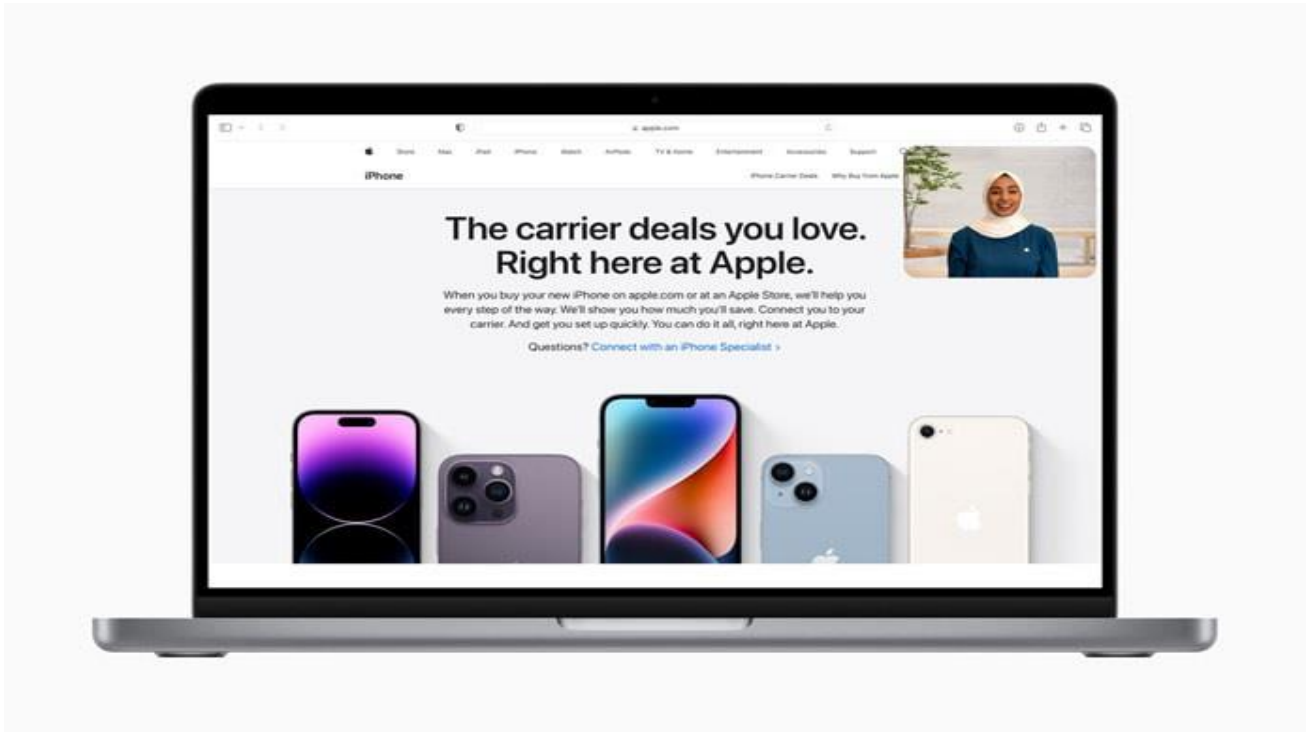 apple.com
Store Mac iPad iPhone Watch AirPods TV & Home Entertainment Accessories Support
iPhone
iPhone Carrier Deals Why Buy from Apple
The carrier deals you love.
Right here at Apple.
When you buy your new iPhone on apple.com or at an Apple Store, we'll help you
every step of the way. We'll show you how much you'll save. Connect you to your
carrier. And get you set up quickly. You can do it all, right here at Apple.
Questions? Connect with an iPhone Specialist >